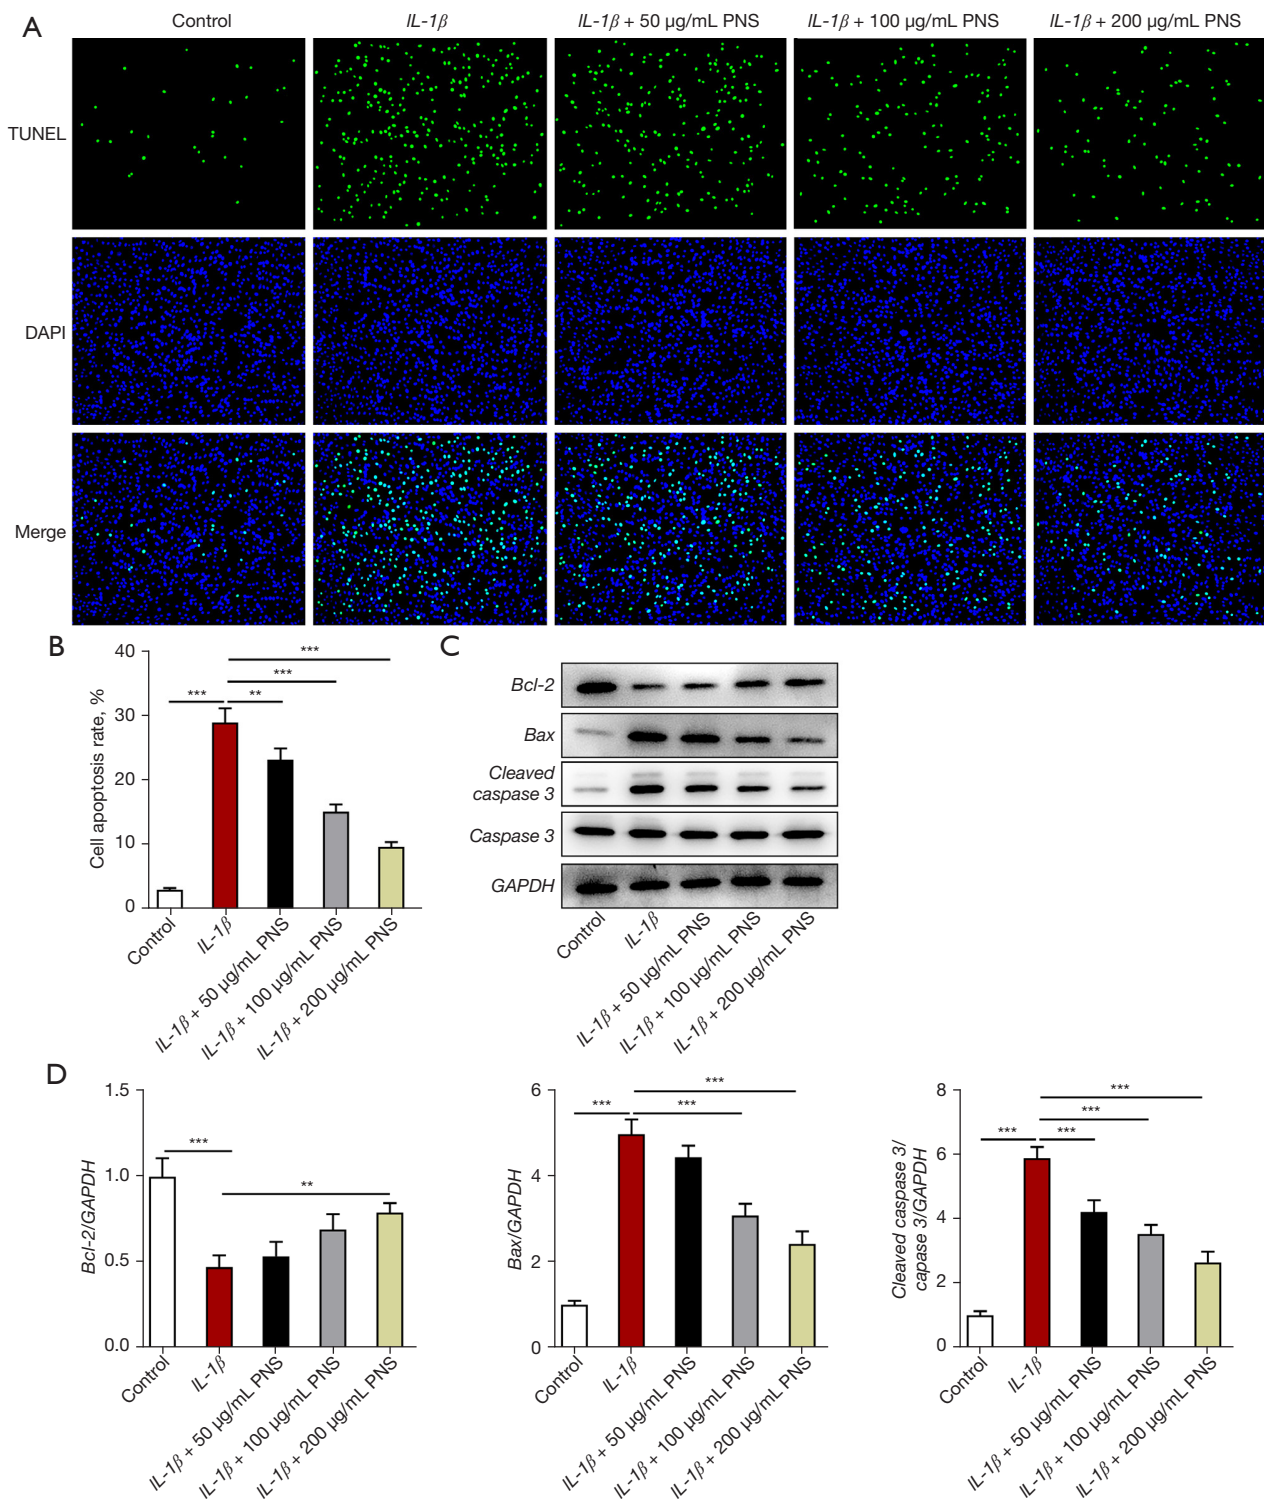 A
Control
IL-1β
IL-1β + 50 µg/mL PNS
IL-1β + 100 µg/mL PNS
IL-1β + 200 µg/mL PNS
TUNEL
DAPI
Merge
B
Cell apoptosis rate, %
40
30
20
10
0
***
***
***
**
Control
IL-1β
IL-1β + 50 µg/mL PNS
IL-1β + 100 µg/mL PNS
IL-1β + 200 µg/mL PNS
C
Bcl-2
Bax
Cleaved
caspase 3
Caspase 3
GAPDH
Control
IL-1β
IL-1β + 50 µg/mL PNS
IL-1β + 100 µg/mL PNS
IL-1β + 200 µg/mL PNS
D
Bcl-2/GAPDH
1.5
1.0
0.5
0.0
***
**
Control
IL-1β
IL-1β + 50 µg/mL PNS
IL-1β + 100 µg/mL PNS
IL-1β + 200 µg/mL PNS
Bax/GAPDH
6
4
2
0
***
***
***
Control
IL-1β
IL-1β + 50 µg/mL PNS
IL-1β + 100 µg/mL PNS
IL-1β + 200 µg/mL PNS
Cleaved caspase 3/
capase 3/GAPDH
8
6
4
2
0
***
***
***
***
Control
IL-1β
IL-1β + 50 µg/mL PNS
IL-1β + 100 µg/mL PNS
IL-1β + 200 µg/mL PNS